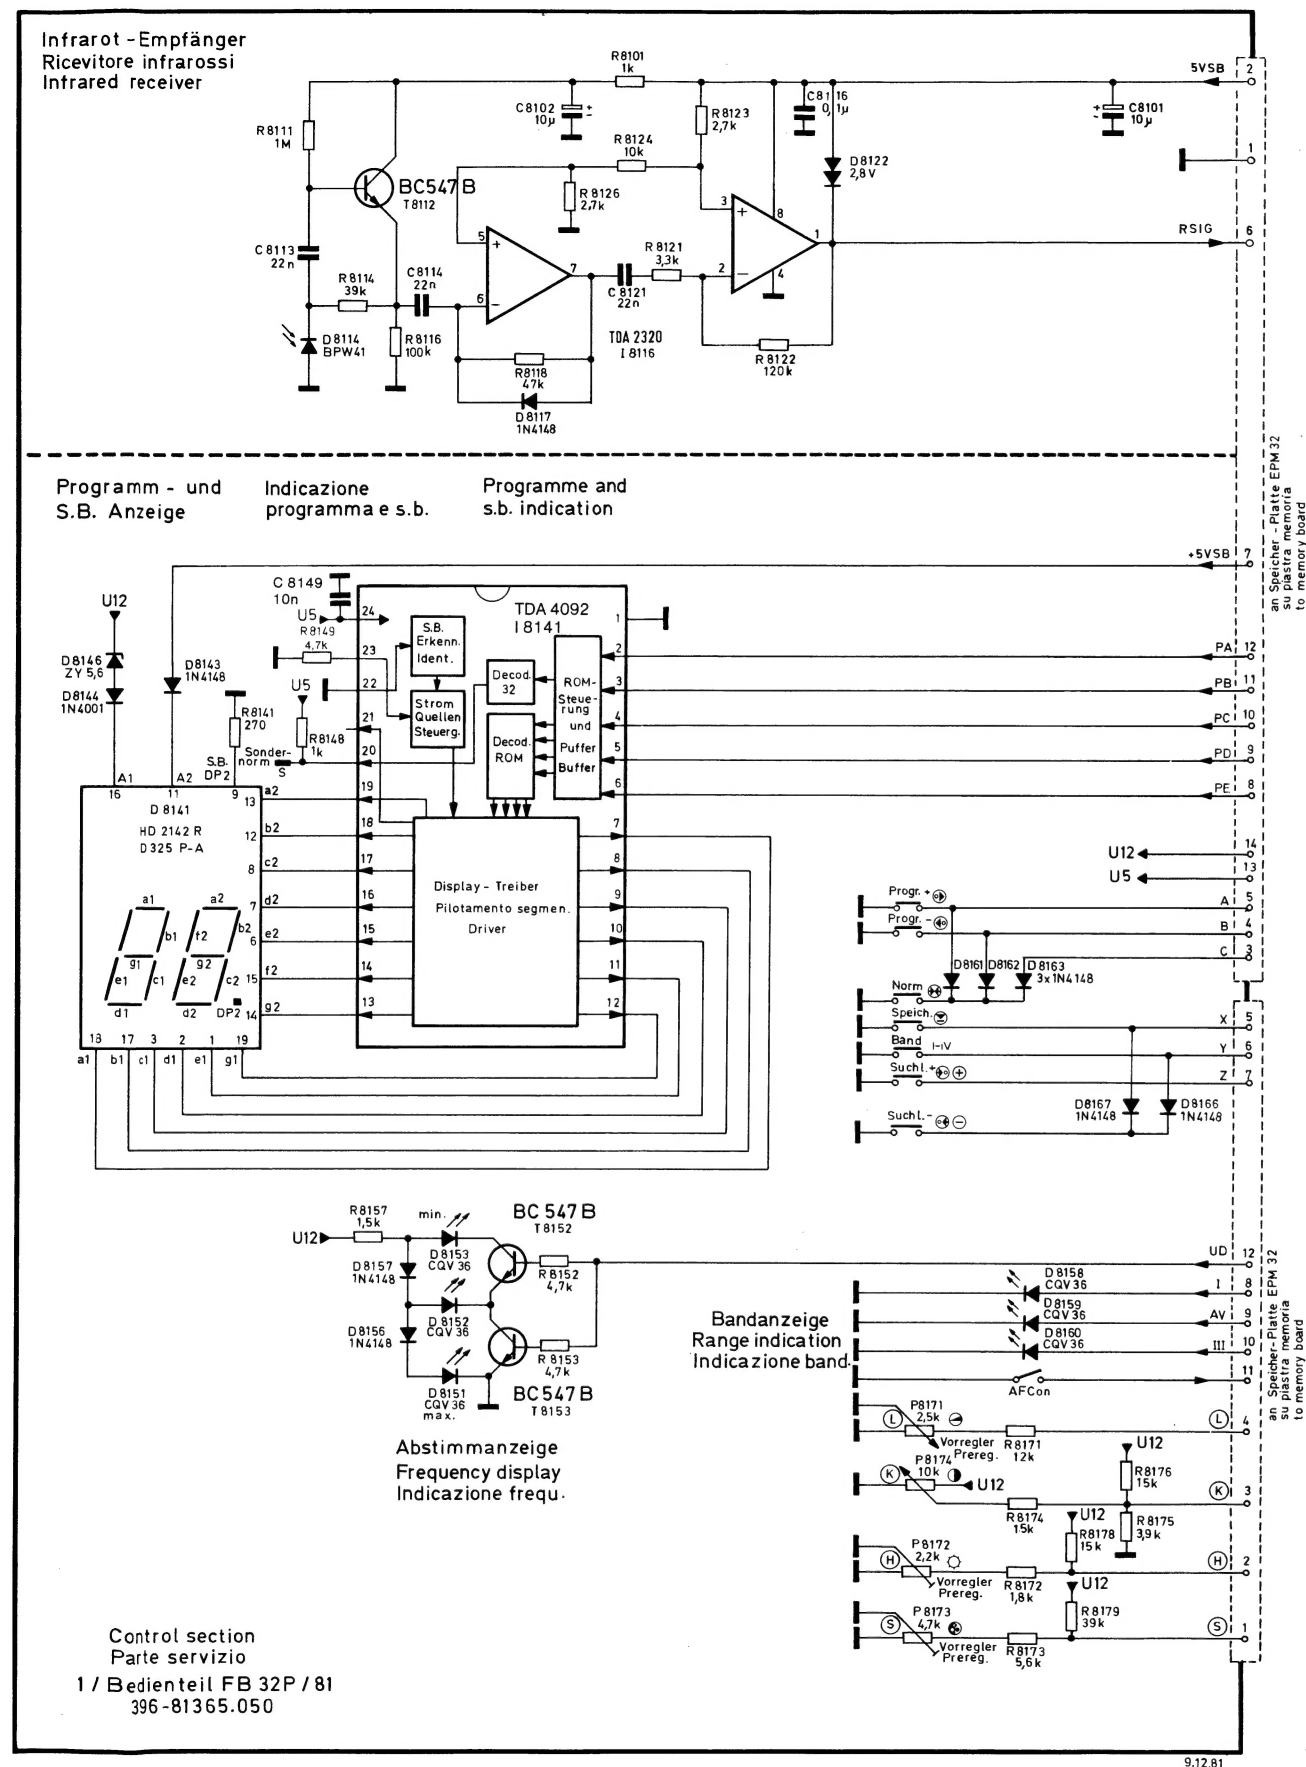 Infrarot - Empfänger
Ricevitore infrarossi
Infrared receiver
R8101
1k
5VSB
2
C8102
10µ
R8123
2,7k
C8116
0,1µ
C8101
10µ
R8111
1M
R8124
10k
D8122
2,8V
1
BC547B
T8112
R8126
2,7k
3
8
1
RSIG
6
C8113
22n
5
7
R8121
3,3k
2
4
R8114
39k
C8114
22n
6
C8121
22n
D8114
BPW41
R8116
100k
TDA 2320
I 8116
R8118
47k
R8122
120k
D8117
1N4148
an Speicher - Platte EPM 32
su piastra memoria
to memory board
Programm - und
S.B. Anzeige
Indicazione
programma e s.b.
Programme and
s.b. indication
+5VSB
7
C 8149
10n
U12
U5
24
TDA 4092
I 8141
1
R8149
4,7k
23
S.B.
Erkenn.
Ident.
2
PA
12
D8146
ZY 5,6
D8143
1N4148
22
Decod.
32
ROM-
Steue-
rung
und
Puffer
Buffer
3
PB
11
D8144
1N4001
U5
R8141
270
21
Strom
Quellen
Steuerg.
4
PC
10
R8148
1k
Decod.
ROM
5
PD
9
Sonder-
norm
S
20
S.B.
DP2
6
PE
8
A1
A2
16
11
9
13
a2
19
D 8141
HD 2142 R
D325 P-A
12
b2
18
7
8
c2
17
8
U12
14
U5
13
Display - Treiber
Pilotamento segmen.
Driver
7
d2
16
9
Progr. +
A
5
a1
a2
b1
f2
b2
6
e2
15
10
Progr. -
B
4
g1
g2
C
3
e1
c1
e2
c2
15
f2
14
11
D8161
D8162
D8163
3x1N4148
d1
d2
DP2
14
g2
13
12
Norm
Speich.
X
5
18
17
3
2
1
19
Band
I-IV
Y
6
a1
b1
c1
d1
e1
g1
Suchl.+
Z
7
D8167
1N4148
D8166
1N4148
Suchl.-
R8157
1,5k
min.
BC 547 B
T8152
U12
D8153
CQV 36
UD
12
D8157
1N4148
R 8152
4,7k
D8158
CQV36
I
8
D8152
CQV 36
D8159
CQV 36
AV
9
Bandanzeige
Range indication
Indicazione band.
D8156
1N4148
D8160
CQV36
III
10
R 8153
4,7k
11
AFCon
D8151
CQV 36
max.
BC547B
T8153
L
P8171
2,5k
Vorregler
Prereg.
R8171
12k
L
4
an Speicher-Platte EPM 32
su piastra memoria
to memory board
Abstimmanzeige
Frequency display
Indicazione frequ.
K
P8174
10k
U12
U12
R8176
15k
K
3
R8174
15k
U12
R8175
3,9k
R8178
15k
H
P8172
2,2k
Vorregler
Prereg.
R8172
1,8k
H
2
U12
S
P8173
4,7k
Vorregler
Prereg.
R8173
5,6k
R8179
39k
S
1
Control section
Parte servizio
1 / Bedienteil FB 32P / 81
396-81365.050
9.12.81